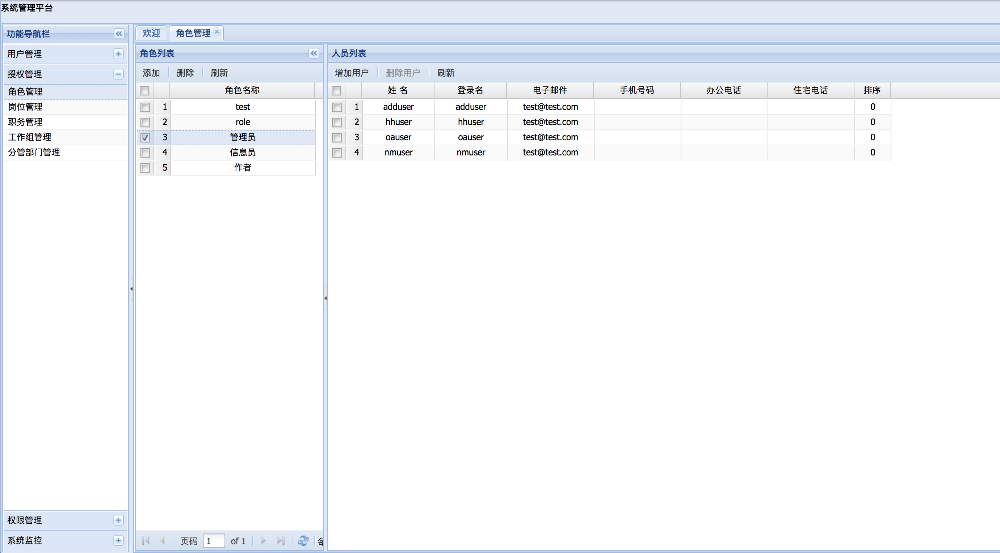 系统管理平台
功能导航栏
用户管理
授权管理
角色管理
岗位管理
职务管理
工作组管理
分管部门管理
权限管理
系统监控
欢迎 角色管理
角色列表
添加 删除 刷新
角色名称
1 test
2 role
3 管理员
4 信息员
5 作者
页码 1 of 1 每
人员列表
增加用户 删除用户 刷新
姓 名 登录名 电子邮件 手机号码 办公电话 住宅电话 排序
1 adduser adduser test@test.com 0
2 hhuser hhuser test@test.com 0
3 oauser oauser test@test.com 0
4 nmuser nmuser test@test.com 0